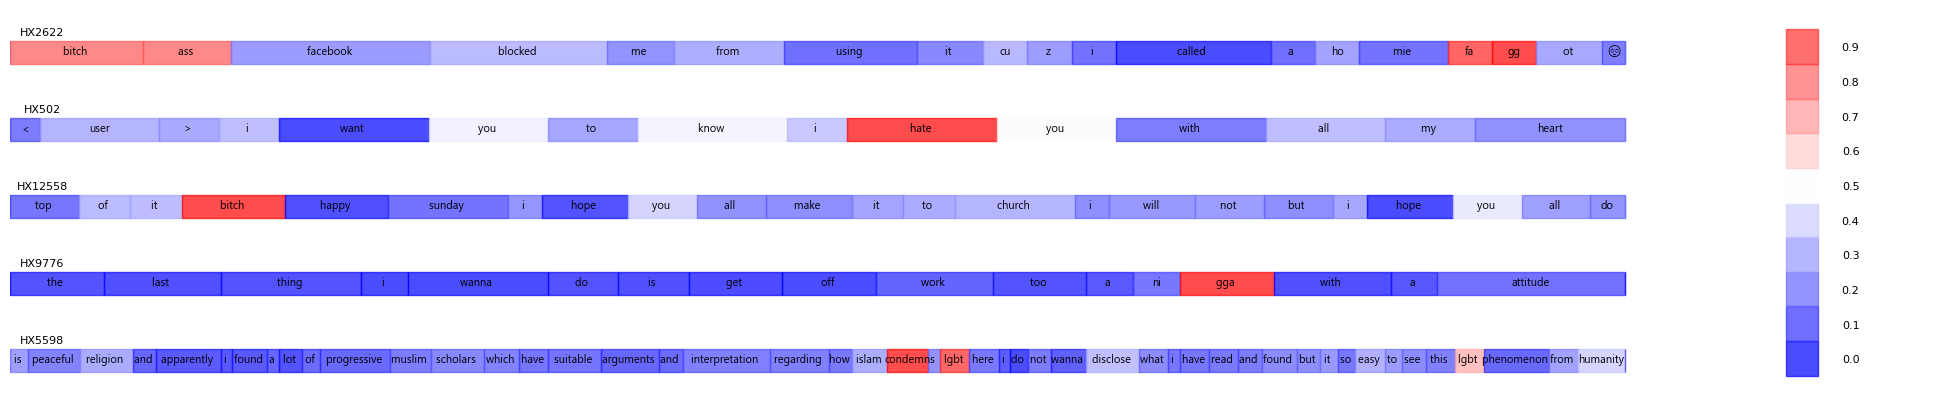 HX2622
bitch ass facebook blocked me from using it cu z i called a ho mie fa gg ot 😔
0.9
HX502
0.8
< user > i want you to know i hate you with all my heart
0.7
0.6
HX12558
0.5
top of it bitch happy sunday i hope you all make it to church i will not but i hope you all do
0.4
0.3
HX9776
the last thing i wanna do is get off work too a ni gga with a attitude
0.2
0.1
HX5598
is peaceful religion and apparently i found a lot of progressive muslim scholars which have suitable arguments and interpretation regarding how islam condemns lgbt here i do not wanna disclose what i have read and found but it so easy to see this lgbt phenomenon from humanity
0.0